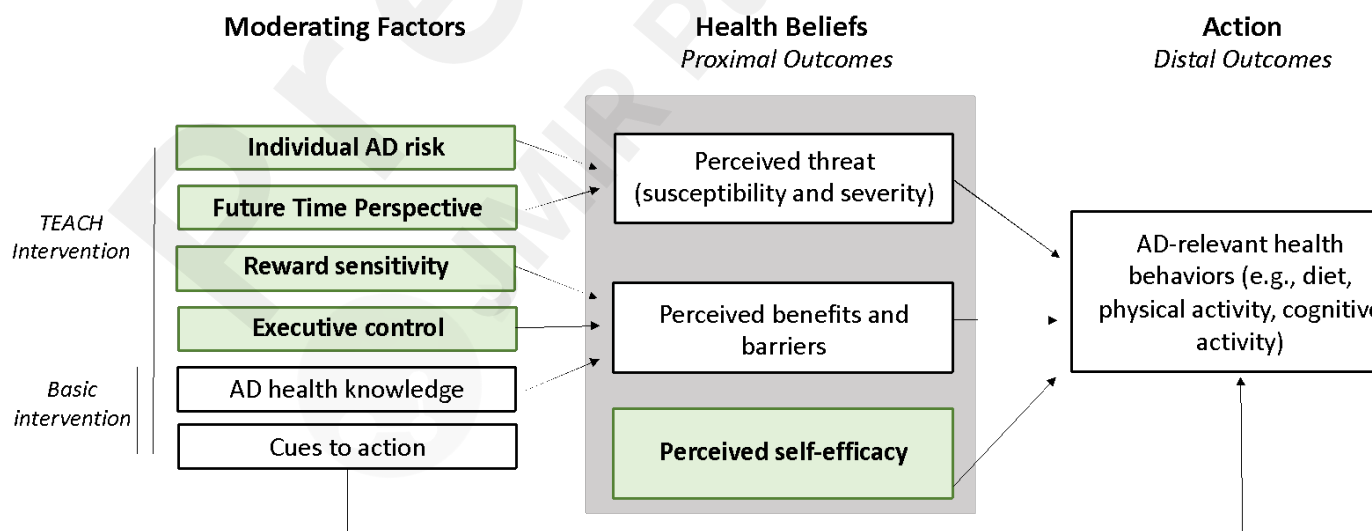 Moderating Factors
Health Beliefs
Proximal Outcomes
Action
Distal Outcomes
TEACH
Intervention
Basic
intervention
Individual AD risk
Future Time Perspective
Reward sensitivity
Executive control
AD health knowledge
Cues to action
Perceived threat
(susceptibility and severity)
Perceived benefits and
barriers
Perceived self-efficacy
AD-relevant health
behaviors (e.g., diet,
physical activity, cognitive
activity)
JMIR